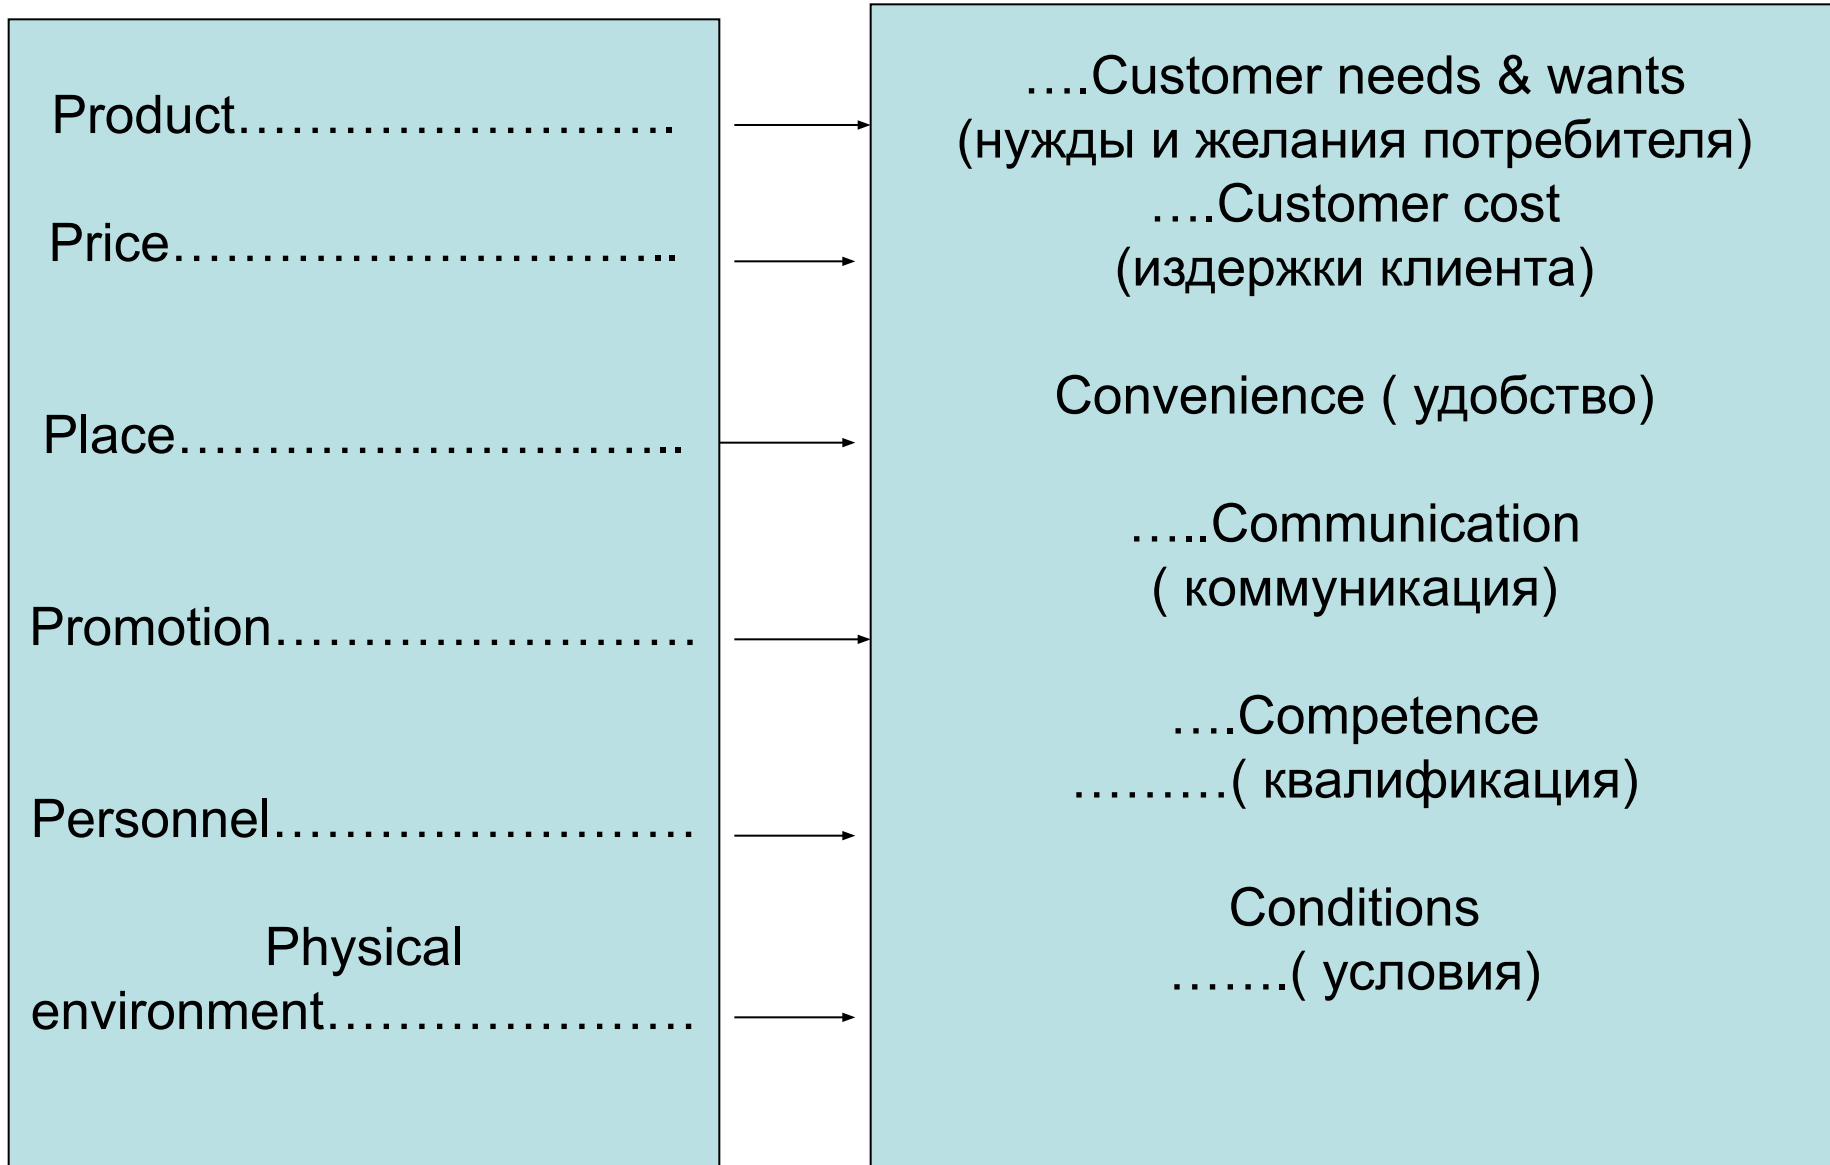 Product……………………….
Price…………………………..
Place…………………………..
Promotion……………………
Personnel……………………
Physical
environment…………………
….Customer needs & wants
(нужды и желания потребителя)
….Customer cost
(издержки клиента)
Convenience ( удобство)
…..Communication
( коммуникация)
….Competence
………( квалификация)
Conditions
…….( условия)